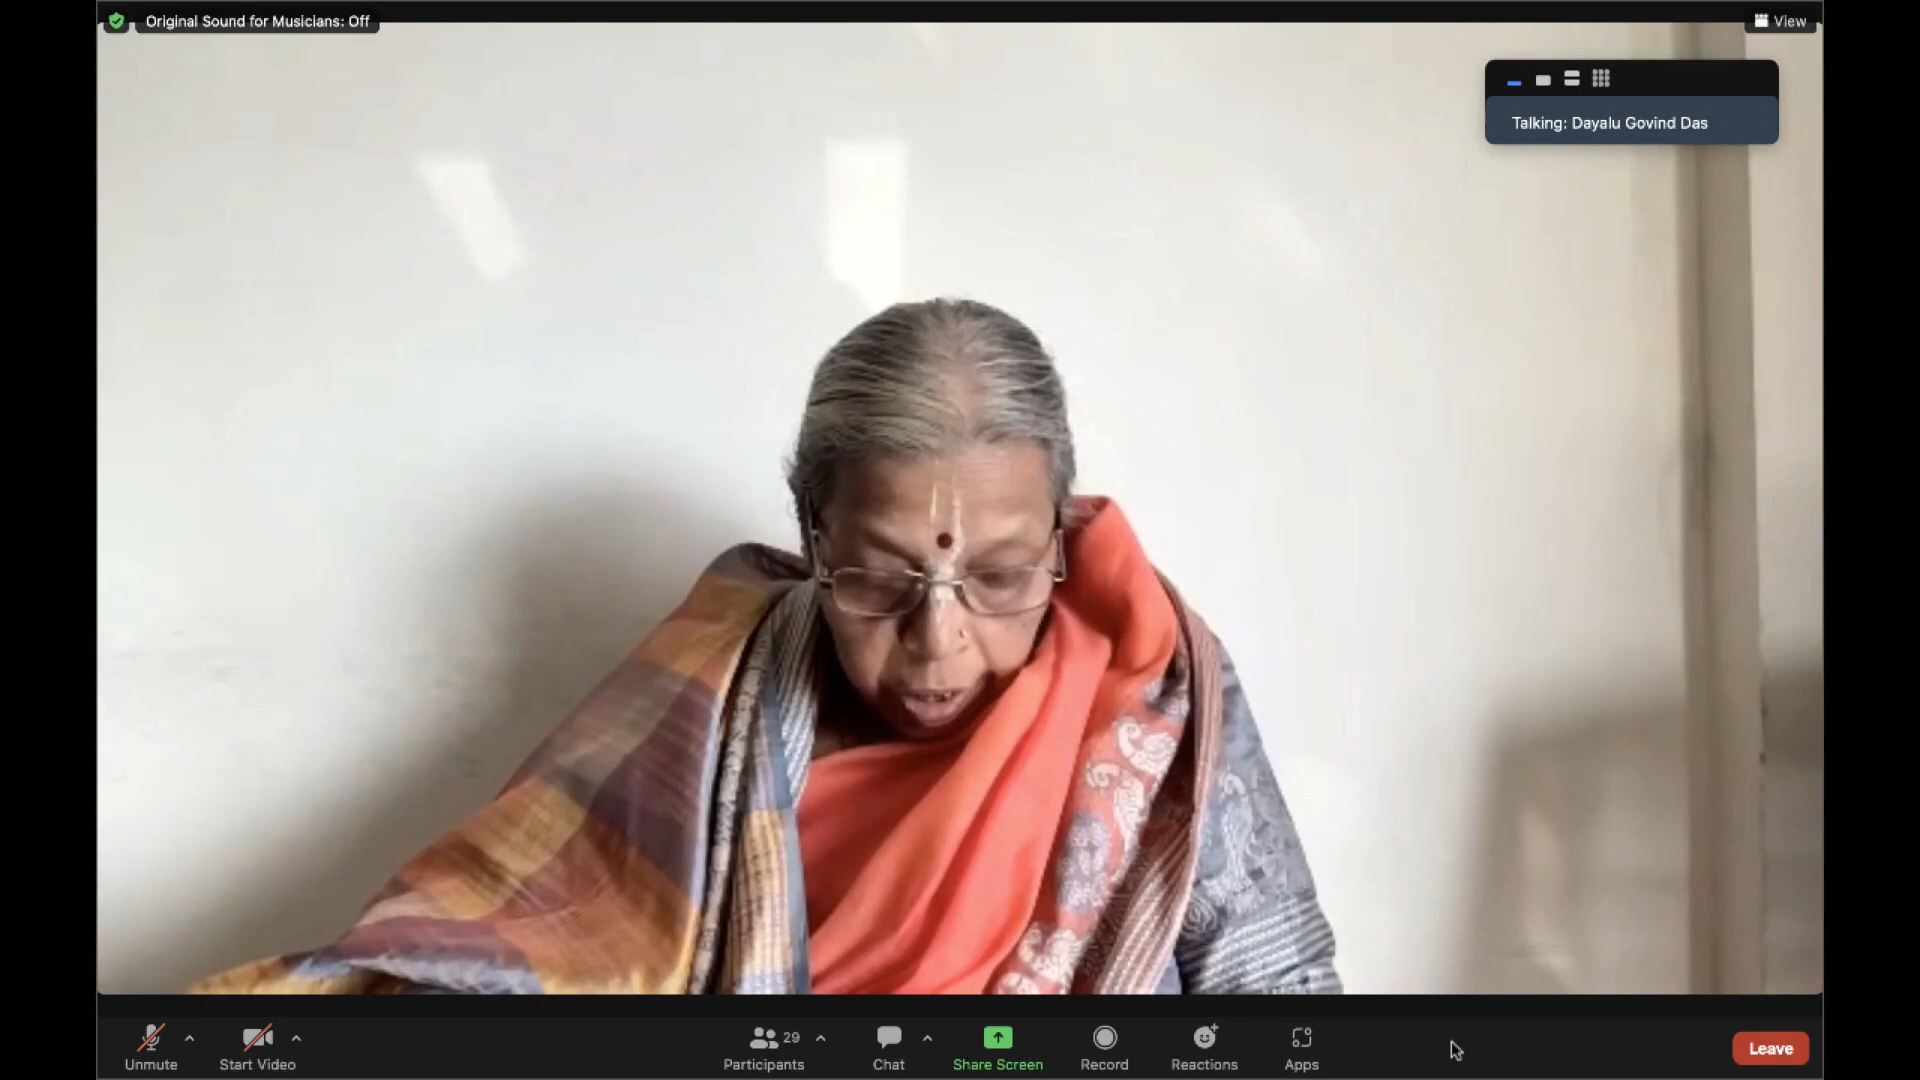 Original Sound for Musicians: Off
View
Talking: Dayalu Govind Das
Unmute
Start Video
29
Participants
Chat
Share Screen
Record
Reactions
Apps
Leave